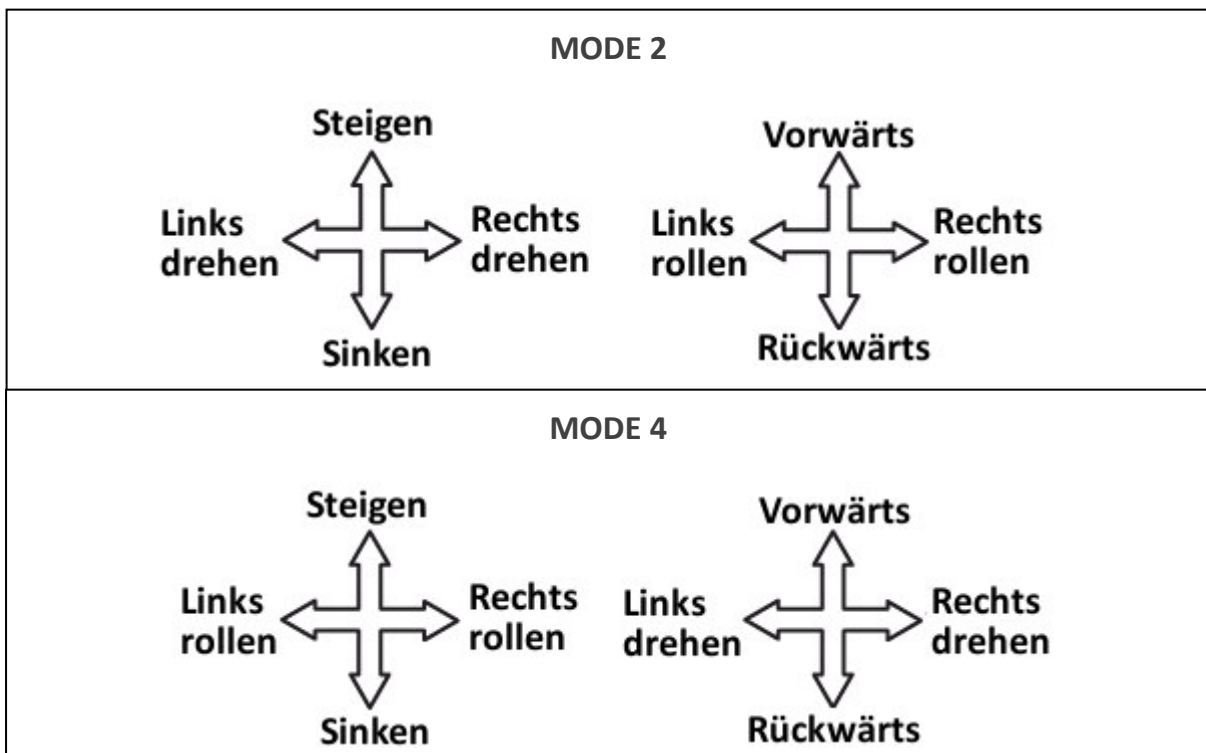 MODE 2
Steigen
Links
drehen
Rechts
drehen
Sinken
Vorwärts
Links
rollen
Rechts
rollen
Rückwärts
MODE 4
Steigen
Links
rollen
Rechts
rollen
Sinken
Vorwärts
Links
drehen
Rechts
drehen
Rückwärts